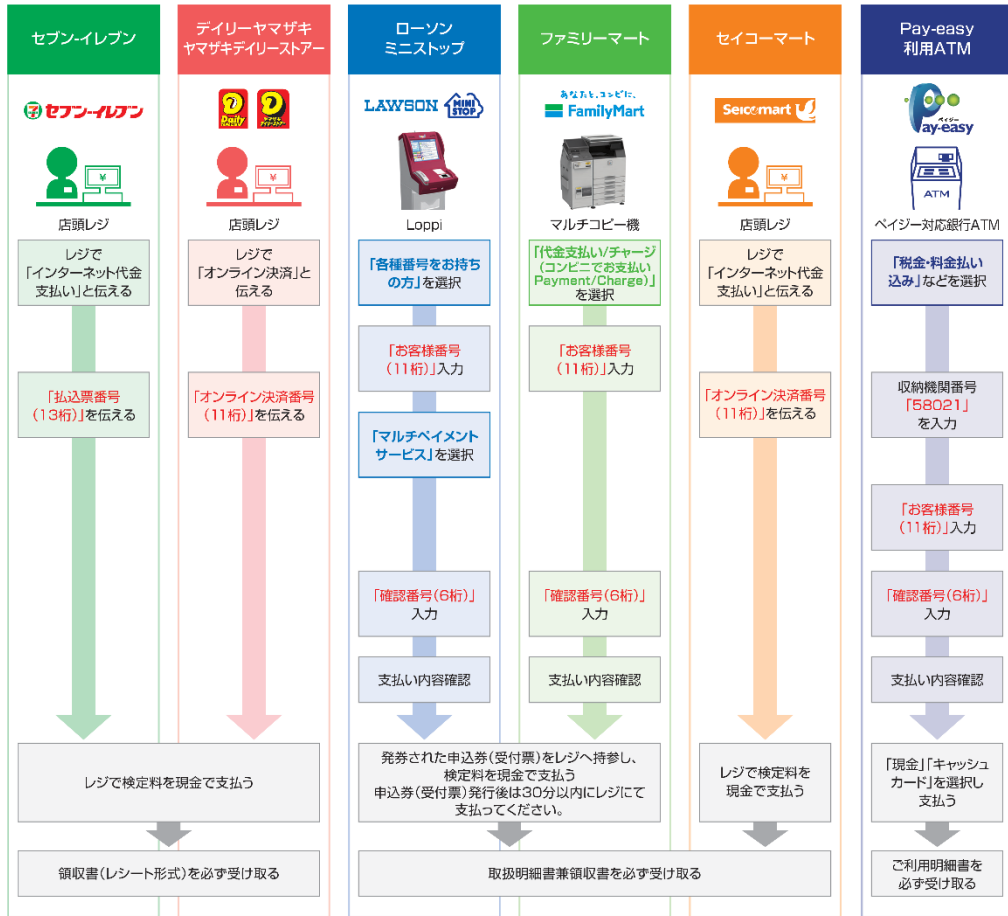 セブン-イレブン
デイリーヤマザキ
ヤマザキデイリーストアー
ローソン
ミニストップ
ファミリーマート
セイコーマート
Pay-easy
利用ATM
セブン-イレブン
Daily
LAWSON
MINI
STOP
あなたと、コンビに、
FamilyMart
Seicomart
ペイジー
Pay-easy
¥
¥
¥
ATM
店頭レジ
店頭レジ
Loppi
マルチコピー機
店頭レジ
ペイジー対応銀行ATM
レジで
「インターネット代金
支払い」と伝える
レジで
「オンライン決済」と
伝える
「各種番号をお持ち
の方」を選択
「代金支払い/チャージ
(コンビニでお支払い
Payment/Charge)」
を選択
レジで
「インターネット代金
支払い」と伝える
「税金・料金払い
込み」などを選択
「お客様番号
(11桁)」入力
「お客様番号
(11桁)」入力
「払込票番号
(13桁)」を伝える
「オンライン決済番号
(11桁)」を伝える
「オンライン決済番号
(11桁)」を伝える
収納機関番号
「58021」
を入力
「マルチペイメント
サービス」を選択
「お客様番号
(11桁)」入力
「確認番号(6桁)」
入力
「確認番号(6桁)」
入力
「確認番号(6桁)」
入力
支払い内容確認
支払い内容確認
支払い内容確認
レジで検定料を現金で支払う
発券された申込券(受付票)をレジへ持参し、
検定料を現金で支払う
申込券(受付票)発行後は30分以内にレジにて
支払ってください。
レジで検定料を
現金で支払う
「現金」「キャッシュ
カード」を選択し
支払う
領収書(レシート形式)を必ず受け取る
取扱明細書兼領収書を必ず受け取る
ご利用明細書を
必ず受け取る